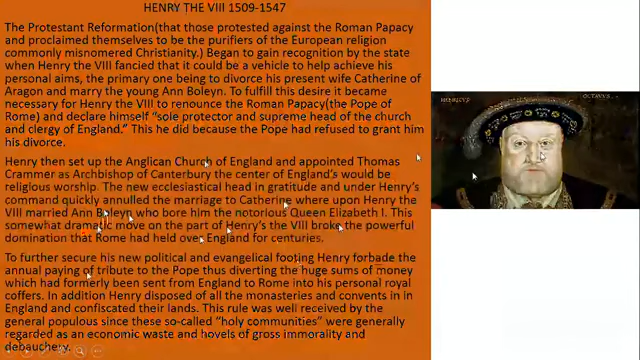 HENRY THE VIII 1509-1547
The Protestant Reformation(that those protested against the Roman Papacy
and proclaimed themselves to be the purifiers of the European religion
commonly misnomered Christianity.) Began to gain recognition by the state
when Henry the VIII fancied that it could be a vehicle to help achieve his
personal aims, the primary one being to divorce his present wife Catherine of
Aragon and marry the young Ann Boleyn. To fulfill this desire it became
necessary for Henry the VIII to renounce the Roman Papacy(the Pope of
Rome) and declare himself "sole protector and supreme head of the church
and clergy of England." This he did because the Pope had refused to grant him
his divorce.
Henry then set up the Anglican Church of England and appointed Thomas
Crammer as Archbishop of Canterbury the center of England's would be
religious worship. The new ecclesiastical head in gratitude and under Henry's
command quickly annulled the marriage to Catherine where upon Henry the
VIII married Ann Boleyn who bore him the notorious Queen Elizabeth I. This
somewhat dramatic move on the part of Henry's the VIII broke the powerful
domination that Rome had held over England for centuries.
To further secure his new political and evangelical footing Henry forbade the
annual paying of tribute to the Pope thus diverting the huge sums of money
which had formerly been sent from England to Rome into his personal royal
coffers. In addition Henry disposed of all the monasteries and convents in in
England and confiscated their lands. This rule was well received by the
general populous since these so-called "holy communities" were generally
regarded as an economic waste and hovels of gross immorality and
debauchery.